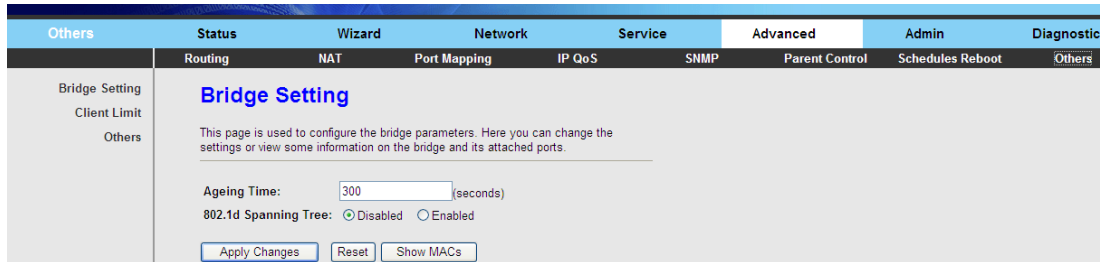 Others Status Wizard Network Service Advanced Admin Diagnostic
Routing NAT Port Mapping IP QoS SNMP Parent Control Schedules Reboot Others
Bridge Setting
Client Limit
Others
Bridge Setting
This page is used to configure the bridge parameters. Here you can change the
settings or view some information on the bridge and its attached ports.
Ageing Time: 300 (seconds)
802.1d Spanning Tree: Disabled Enabled
Apply Changes Reset Show MACs